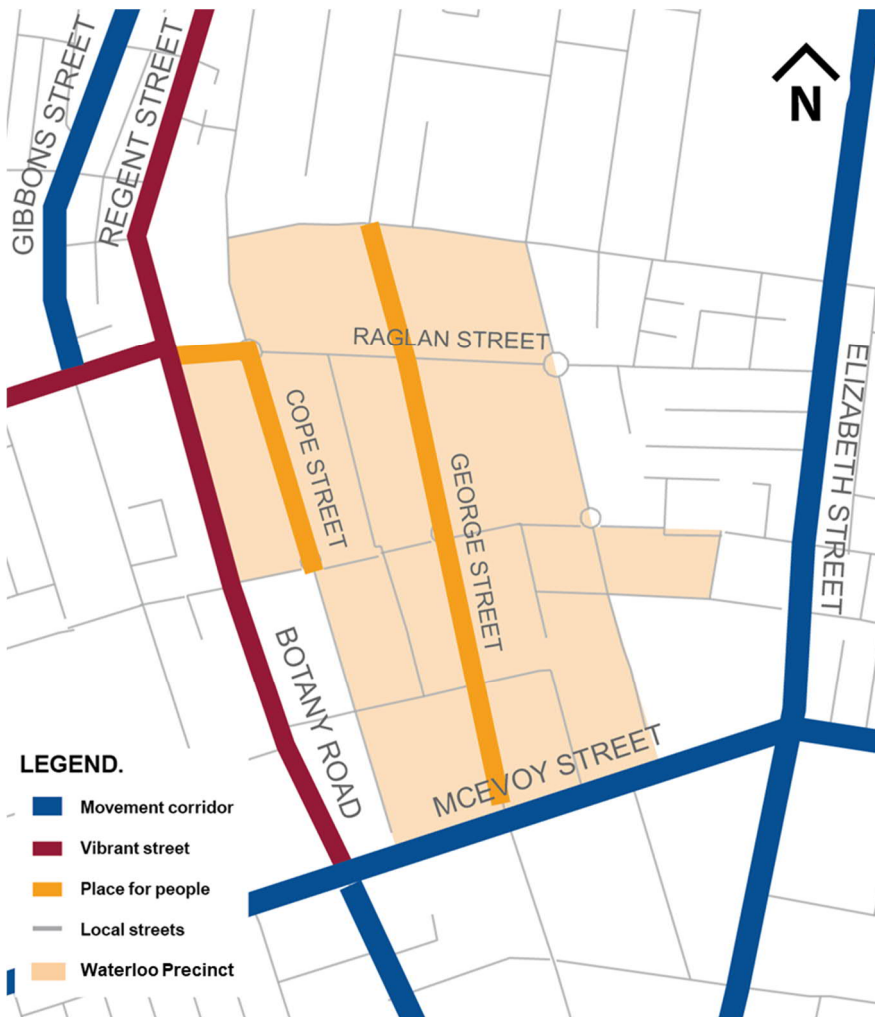 GIBBONS STREET
REGENT STREET
N
RAGLAN STREET
COPE STREET
GEORGE STREET
ELIZABETH STREET
BOTANY ROAD
MCEVOY STREET
LEGEND.
Movement corridor
Vibrant street
Place for people
Local streets
Waterloo Precinct